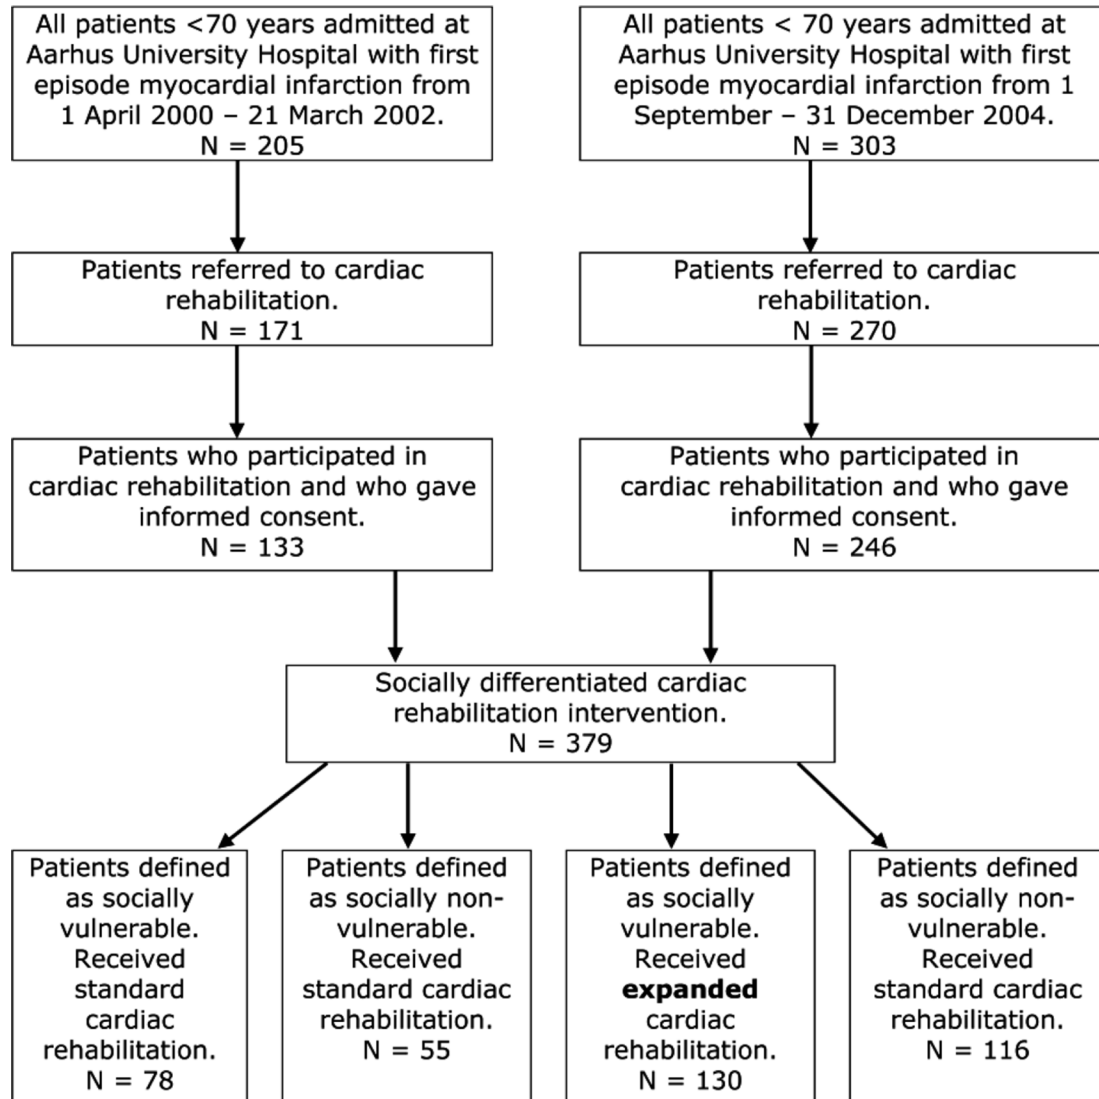 All patients <70 years admitted at
Aarhus University Hospital with first
episode myocardial infarction from
1 April 2000 – 21 March 2002.
N = 205
All patients < 70 years admitted at
Aarhus University Hospital with first
episode myocardial infarction from 1
September – 31 December 2004.
N = 303
Patients referred to cardiac
rehabilitation.
N = 171
Patients referred to cardiac
rehabilitation.
N = 270
Patients who participated in
cardiac rehabilitation and who gave
informed consent.
N = 133
Patients who participated in
cardiac rehabilitation and who gave
informed consent.
N = 246
Socially differentiated cardiac
rehabilitation intervention.
N = 379
Patients defined
as socially
vulnerable.
Received
standard
cardiac
rehabilitation.
N = 78
Patients defined
as socially non-
vulnerable.
Received
standard cardiac
rehabilitation.
N = 55
Patients defined
as socially
vulnerable.
Received
expanded
cardiac
rehabilitation.
N = 130
Patients defined
as socially non-
vulnerable.
Received
standard cardiac
rehabilitation.
N = 116